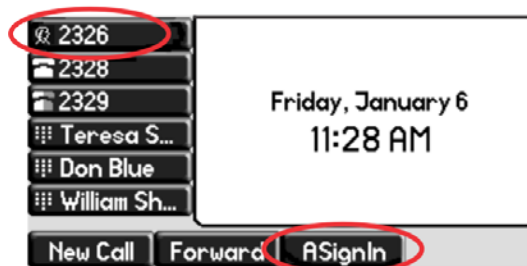 2326
2328
2329
Teresa S...
Don Blue
William Sh...
Friday, January 6
11:28 AM
New Call Forward ASignIn